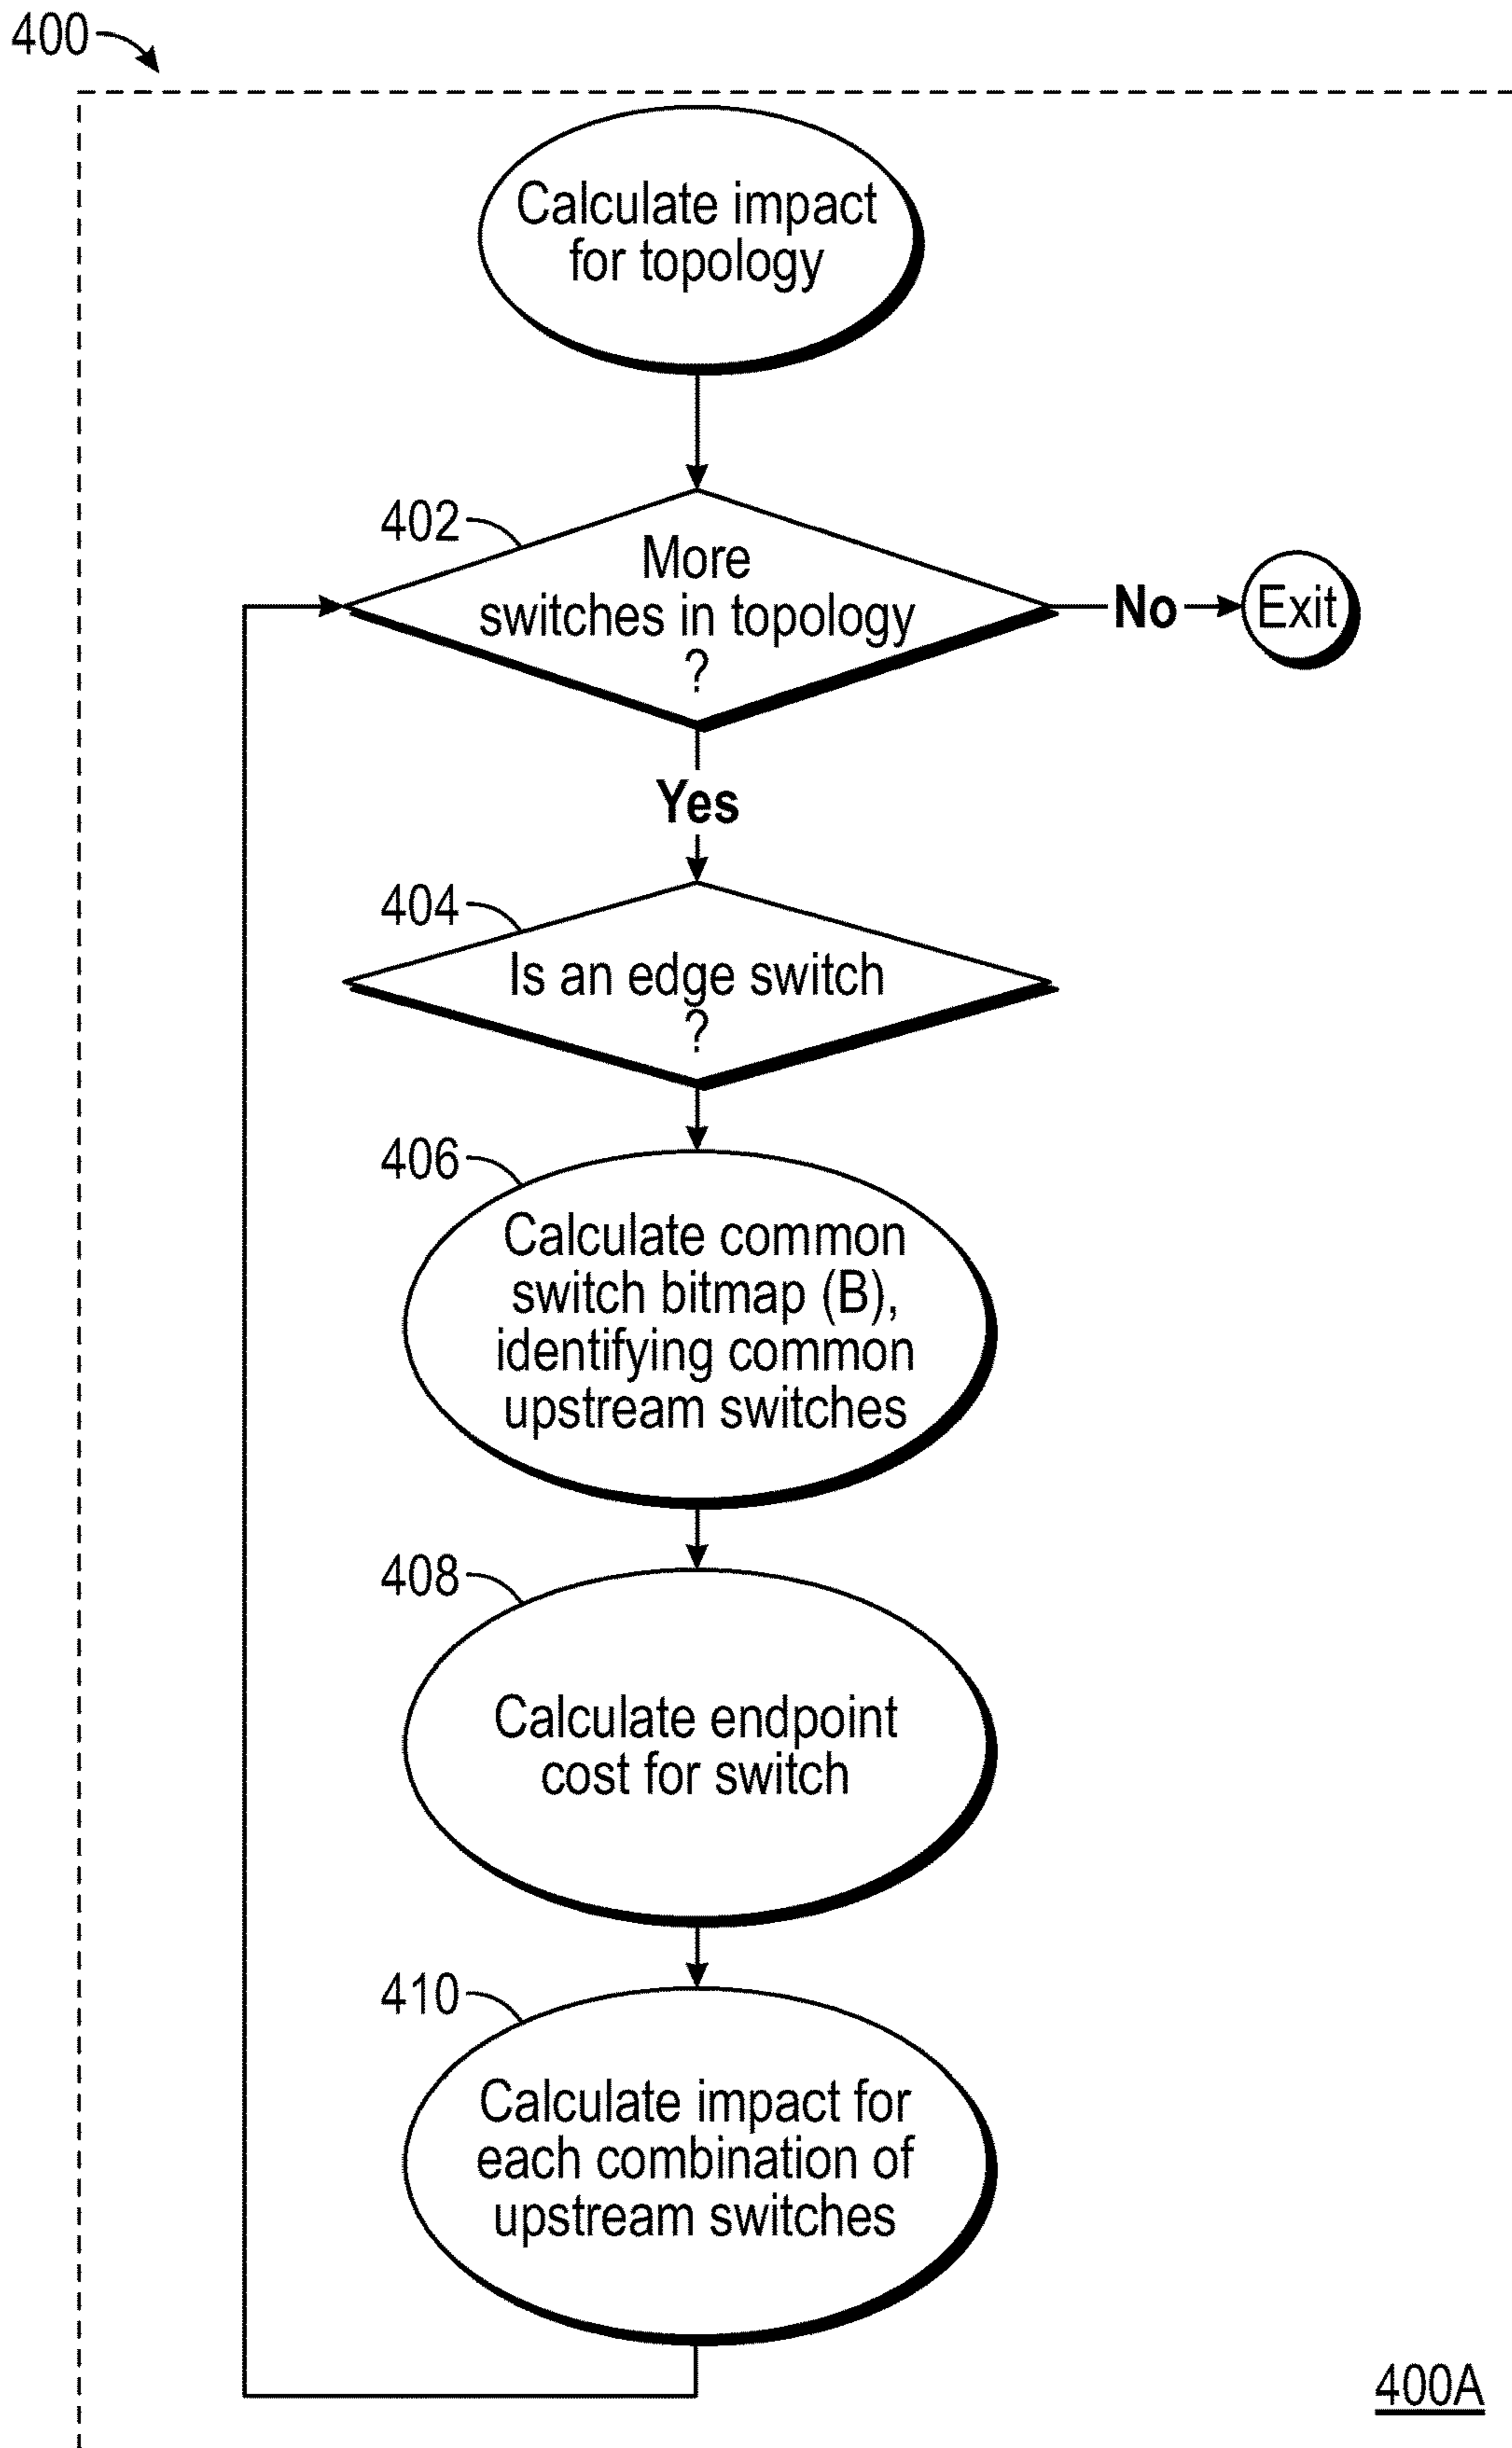 400
Calculate impact
for topology
402
More
switches in topology
?
No
Exit
Yes
404
Is an edge switch
?
406
Calculate common
switch bitmap (B),
identifying common
upstream switches
408
Calculate endpoint
cost for switch
410
Calculate impact for
each combination of
upstream switches
400A